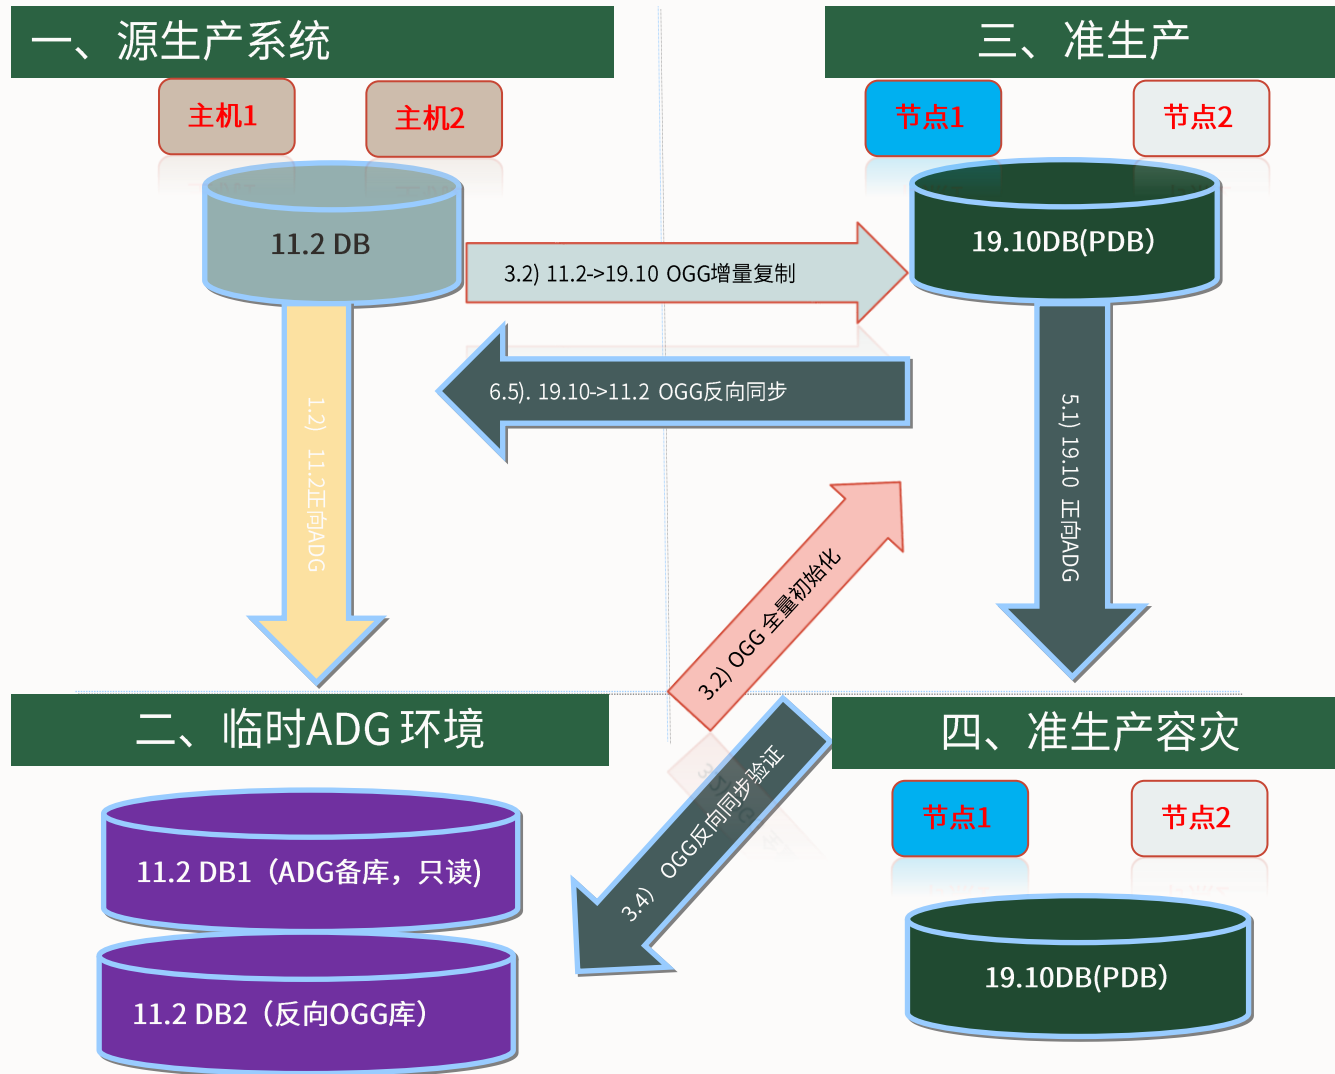 一、源生产系统
三、准生产
主机1
主机2
节点1
节点2
11.2 DB
19.10DB(PDB）
3.2) 11.2->19.10 OGG增量复制
6.5). 19.10->11.2 OGG反向同步
1.2） 11.2正向ADG
5.1) 19.10 正向ADG
3.2) OGG 全量初始化
3.4） OGG反向同步验证
二、临时ADG 环境
四、准生产容灾
节点1
节点2
11.2 DB1（ADG备库，只读)
11.2 DB2（反向OGG库）
19.10DB(PDB）